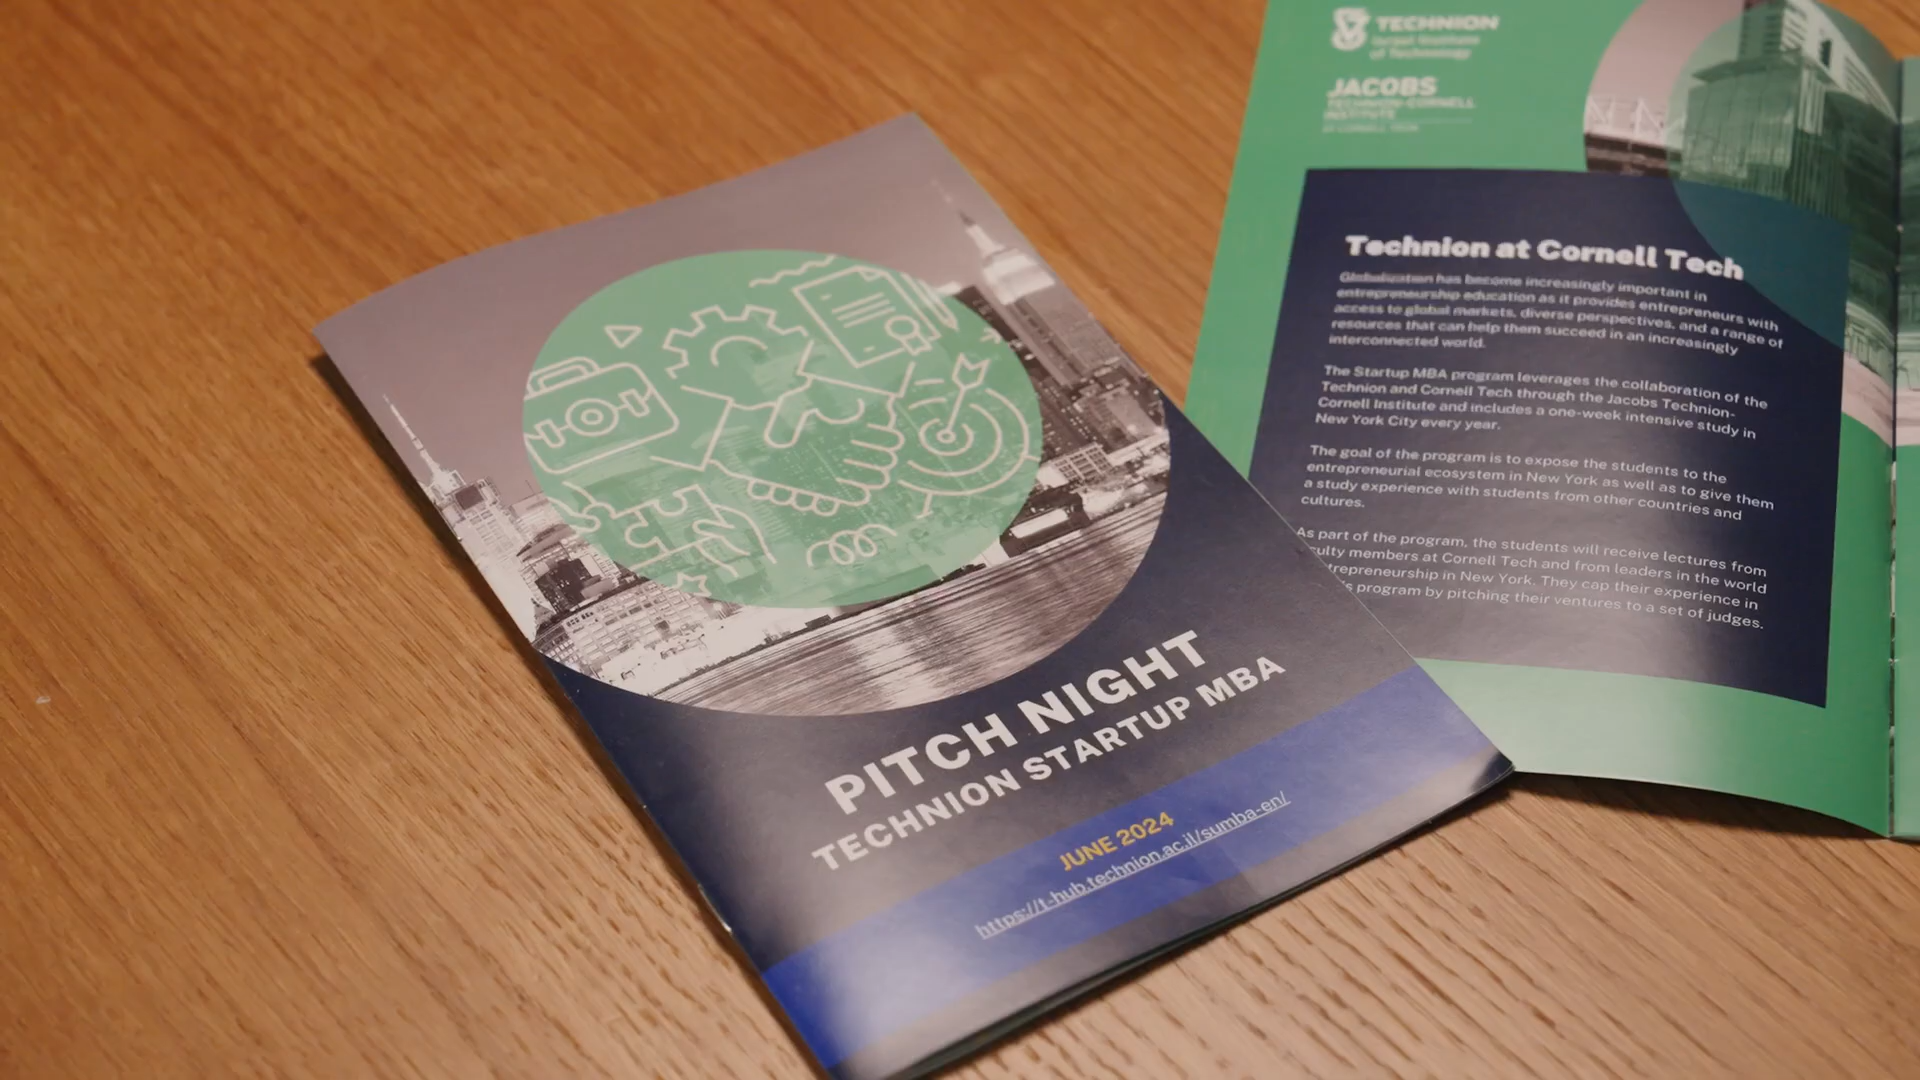 PITCH NIGHT
TECHNION STARTUP MBA
JUNE 2024
https://t-hub.technion.ac.il/sumba-en/
TECHNION
Israel Institute
of Technology
JACOBS
TECHNION-CORNELL
INSTITUTE
AT CORNELL TECH
Technion at Cornell Tech
Globalization has become increasingly important in
entrepreneurship education as it provides entrepreneurs with
access to global markets, diverse perspectives, and a range of
resources that can help them succeed in an increasingly
interconnected world.
The Startup MBA program leverages the collaboration of the
Technion and Cornell Tech through the Jacobs Technion-
Cornell Institute and includes a one-week intensive study in
New York City every year.
The goal of the program is to expose the students to the
entrepreneurial ecosystem in New York as well as to give them
a study experience with students from other countries and
cultures.
As part of the program, the students will receive lectures from
culty members at Cornell Tech and from leaders in the world
trepreneurship in New York. They cap their experience in
's program by pitching their ventures to a set of judges.